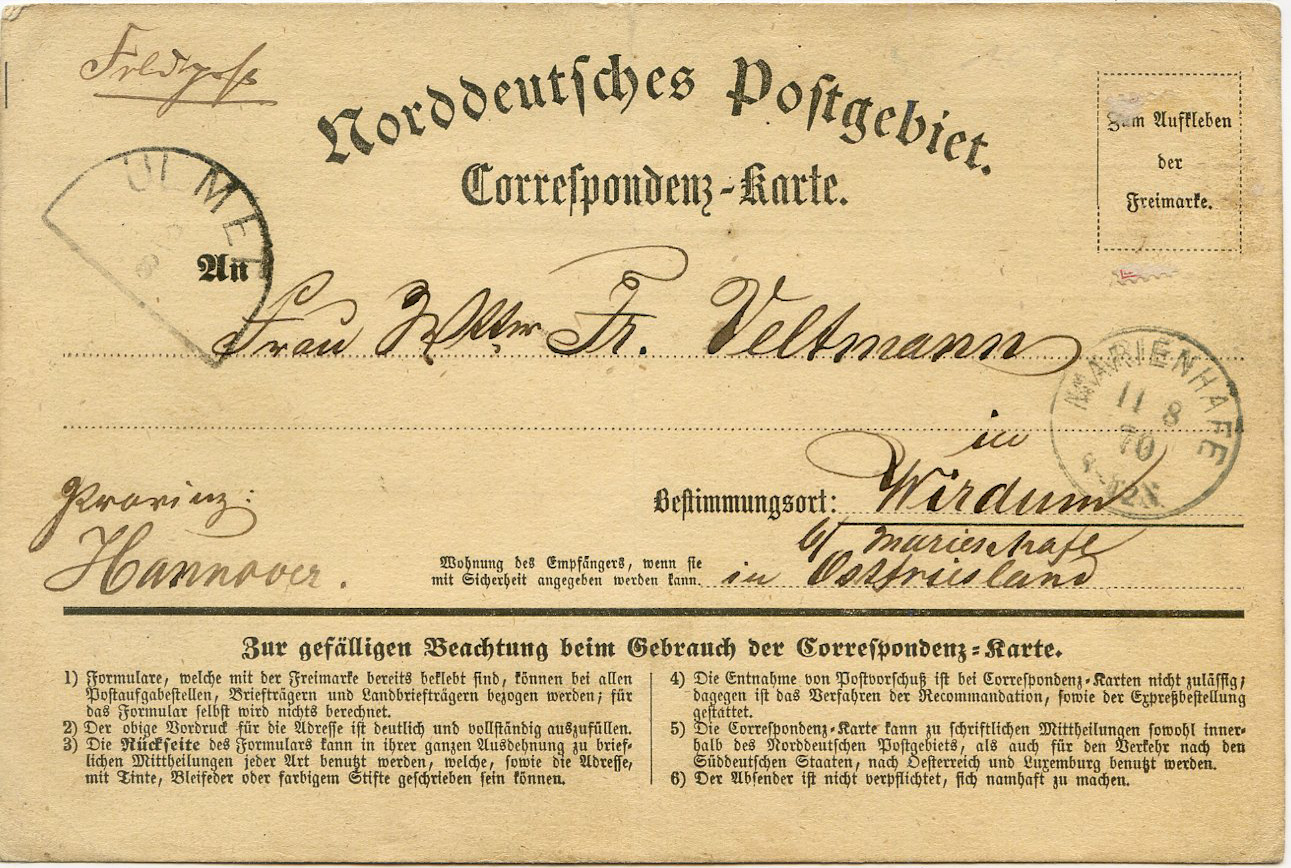 Feldpost
Norddeutsches Postgebiet.
Correspondenz-Karte.
Zum Aufkleben
der
Freimarke.
ULMET
An
Frau Wttwe Fr. Veltmann
MARIENHAFE
11 8
70
in
Provinz:
Bestimmungsort: Wirdum
b/ Marienhafe
Hannover.
Wohnung des Empfängers, wenn sie
mit Sicherheit angegeben werden kann. in Ostfriesland
Zur gefälligen Beachtung beim Gebrauch der Correspondenz-Karte.
1) Formulare, welche mit der Freimarke bereits beklebt sind, können bei allen
Postaufgabestellen, Briefträgern und Landbriefträgern bezogen werden; für
das Formular selbst wird nichts berechnet.
2) Der obige Vordruck für die Adresse ist deutlich und vollständig auszufüllen.
3) Die Rückseite des Formulars kann in ihrer ganzen Ausdehnung zu brief-
lichen Mittheilungen jeder Art benutzt werden, welche, sowie die Adresse,
mit Tinte, Bleifeder oder farbigem Stifte geschrieben sein können.
4) Die Entnahme von Postvorschuß ist bei Correspondenz-Karten nicht zulässig;
dagegen ist das Verfahren der Recommandation, sowie der Expreßbestellung
gestattet.
5) Die Correspondenz-Karte kann zu schriftlichen Mittheilungen sowohl inner-
halb des Norddeutschen Postgebiets, als auch für den Verkehr nach den
Süddeutschen Staaten, nach Oesterreich und Luxemburg benutzt werden.
6) Der Absender ist nicht verpflichtet, sich namhaft zu machen.